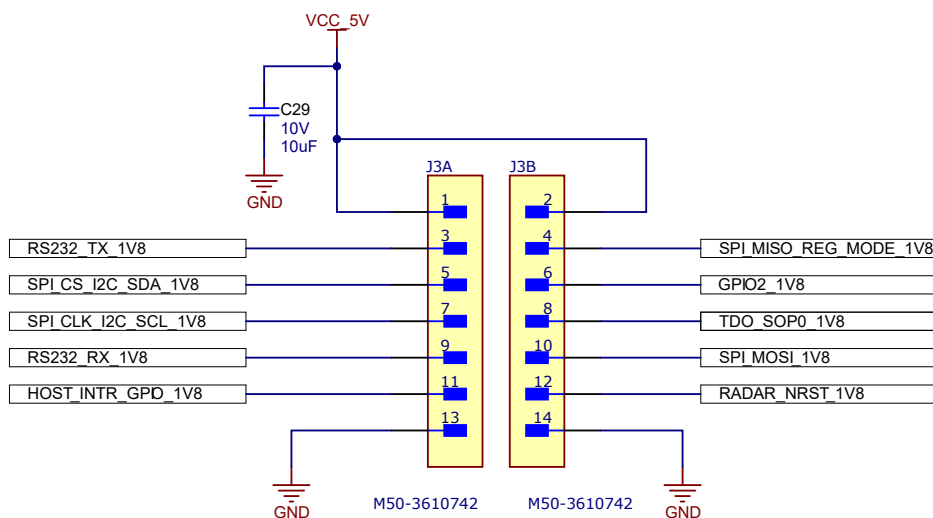 VCC_5V
C29
10V
10uF
GND
J3A
J3B
1
2
RS232_TX_1V8
3
4
SPI_MISO_REG_MODE_1V8
SPI_CS_I2C_SDA_1V8
5
6
GPIO2_1V8
SPI_CLK_I2C_SCL_1V8
7
8
TDO_SOP0_1V8
RS232_RX_1V8
9
10
SPI_MOSI_1V8
HOST_INTR_GPIO_1V8
11
12
RADAR_NRST_1V8
13
14
M50-3610742
M50-3610742
GND
GND